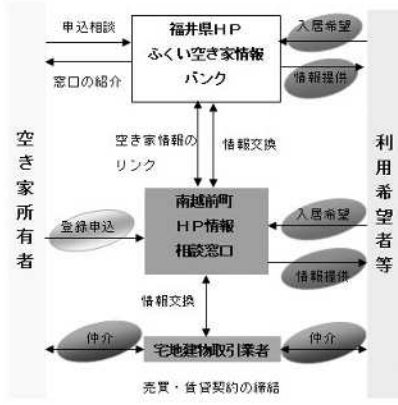 申込相談
福井県ＨＰ
ふくい空き家情報
バンク
入居希望
窓口の紹介
情報提供
空き家所有者
利用希望者等
空き家情報の
リンク
情報交換
登録申込
南越前町
ＨＰ情報
相談窓口
入居希望
情報提供
情報交換
仲介
宅地建物取引業者
仲介
売買・賃貸契約の締結